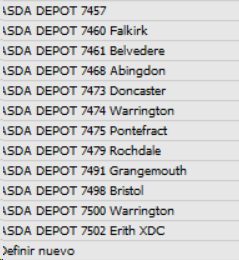 ASDA DEPOT 7457
ASDA DEPOT 7460 Falkirk
ASDA DEPOT 7461 Belvedere
ASDA DEPOT 7468 Abingdon
ASDA DEPOT 7473 Doncaster
ASDA DEPOT 7474 Warrington
ASDA DEPOT 7475 Pontefract
ASDA DEPOT 7479 Rochdale
ASDA DEPOT 7491 Grangemouth
ASDA DEPOT 7498 Bristol
ASDA DEPOT 7500 Warrington
ASDA DEPOT 7502 Erith XDC
Definir nuevo